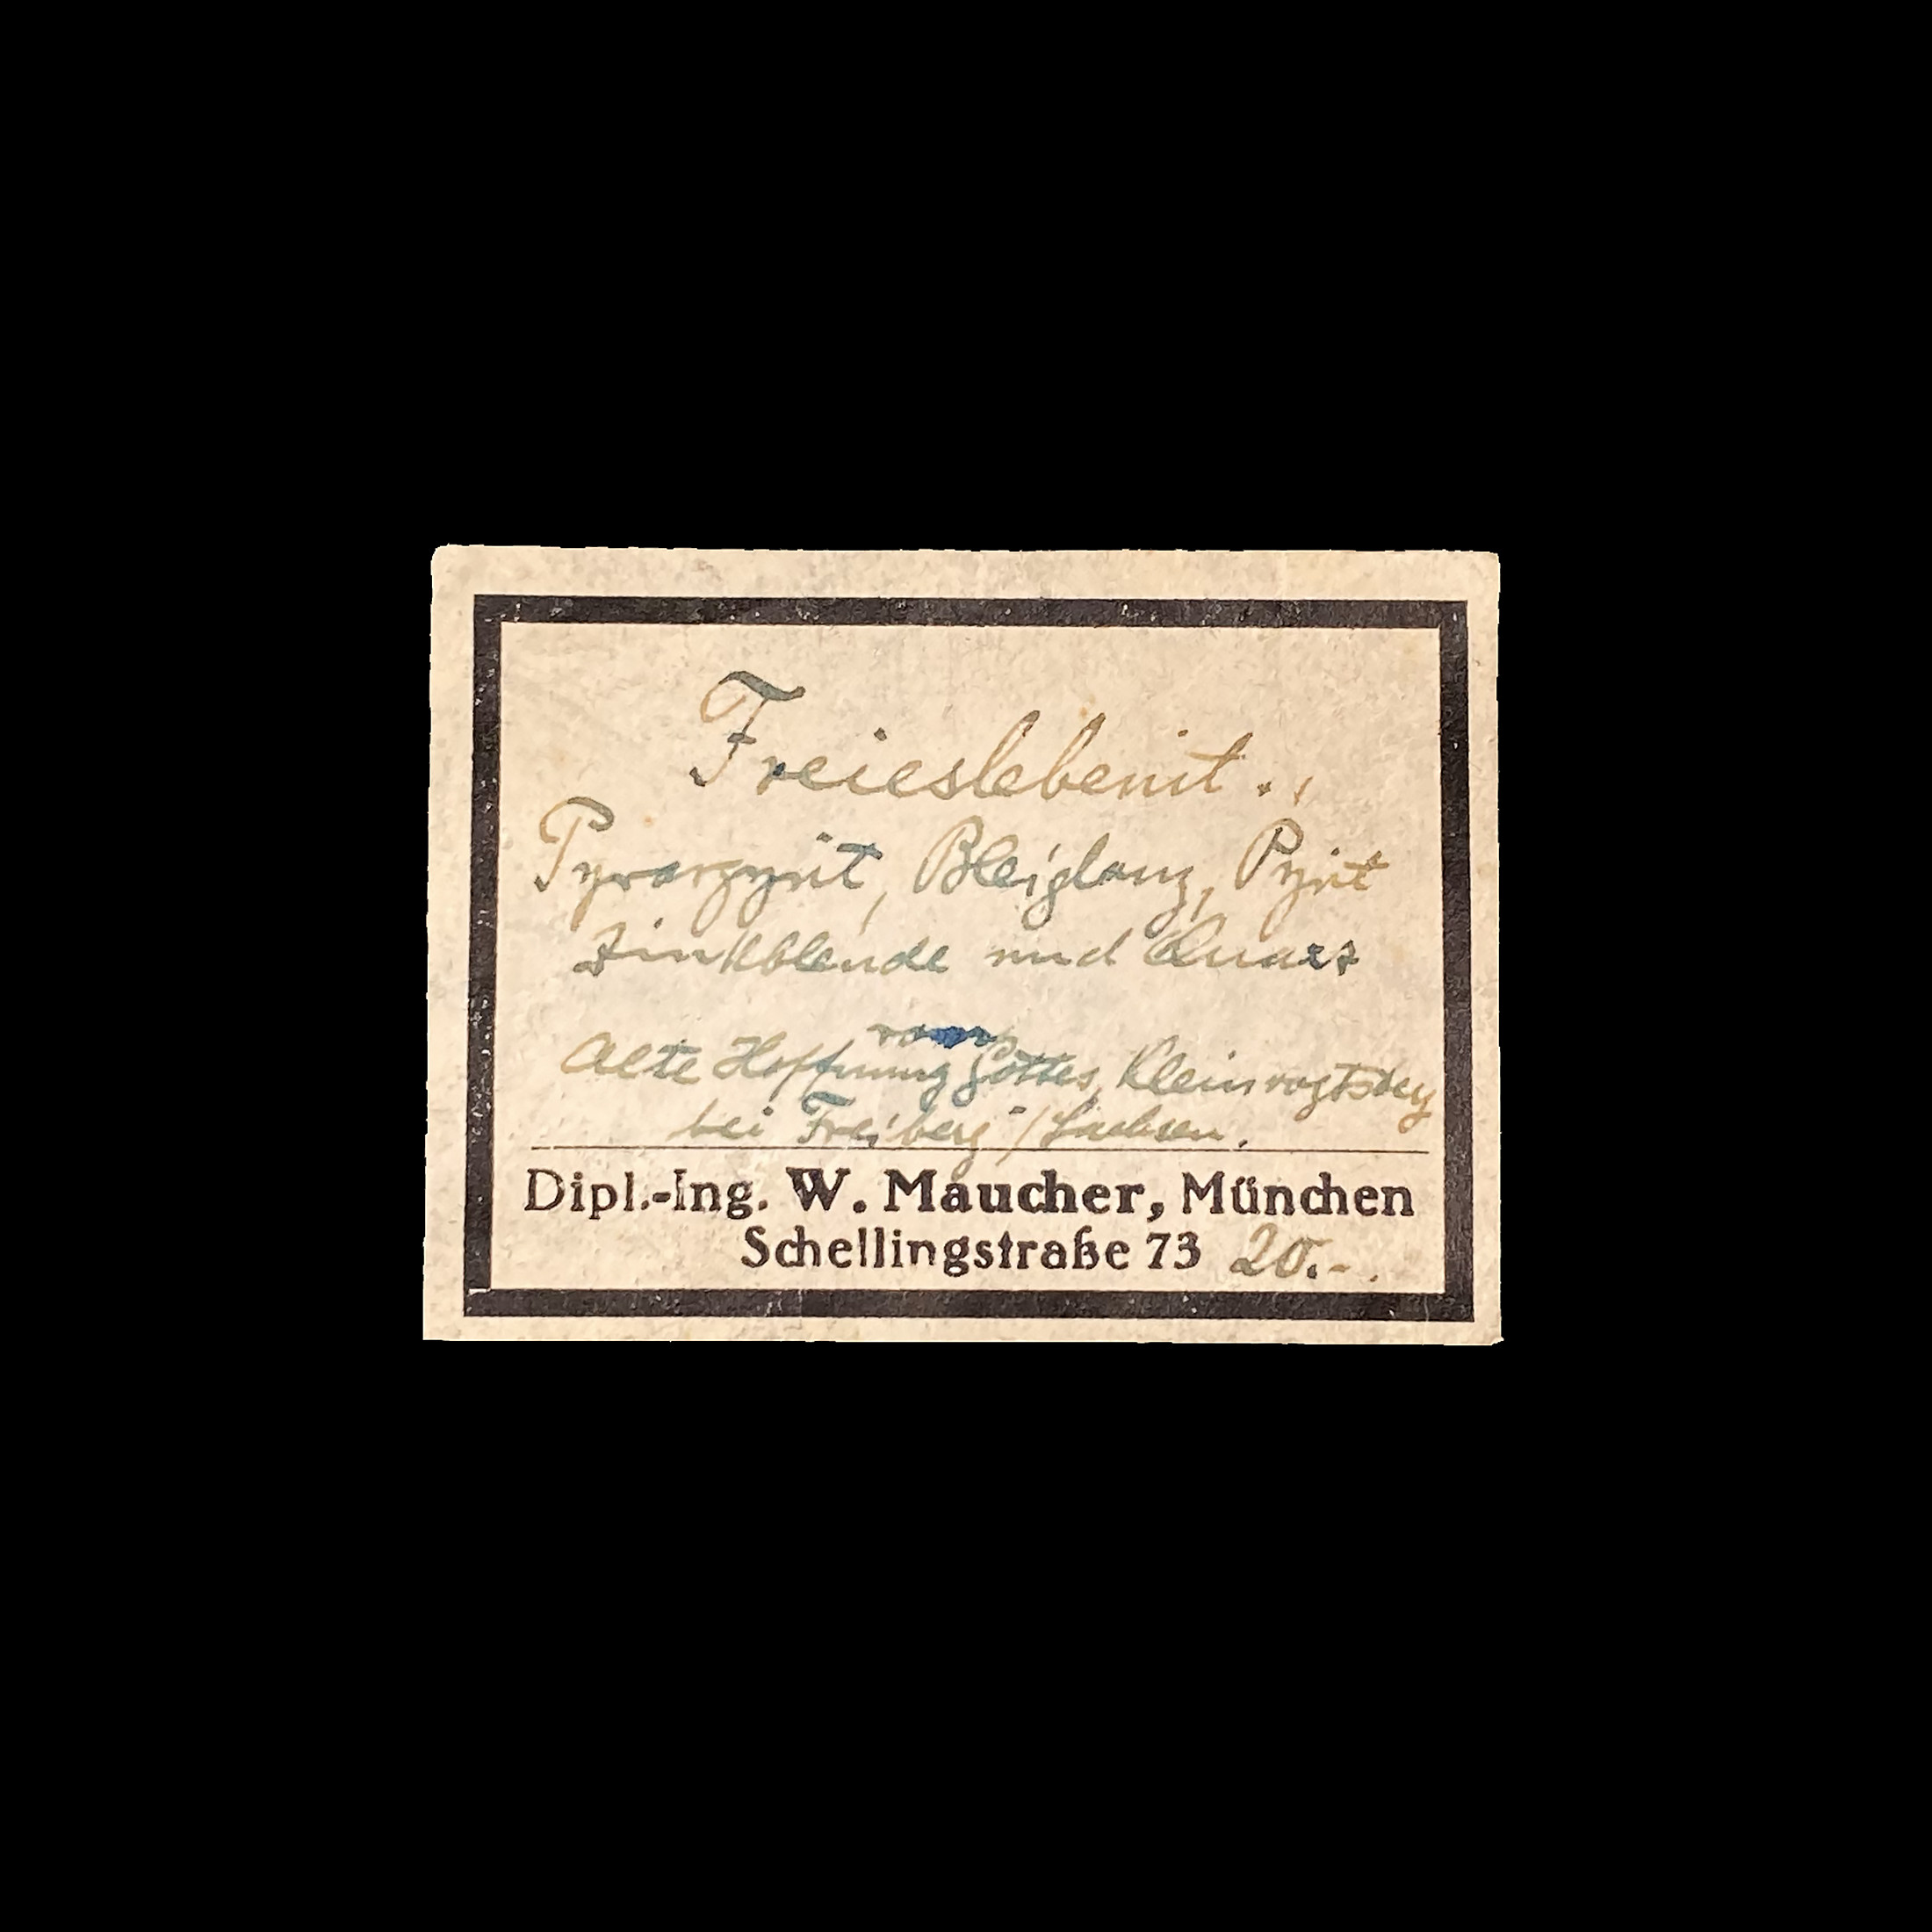 Freieslebenit.,
Pyrargyrit, Bleiglanz, Pyrit
Zinkblende und Quarz
Alte Hoffnung Gottes, Kleinvogtsberg
bei Freiberg /Sachsen.
Dipl.-Ing. W. Maucher, München
Schellingstraße 73 20.-.